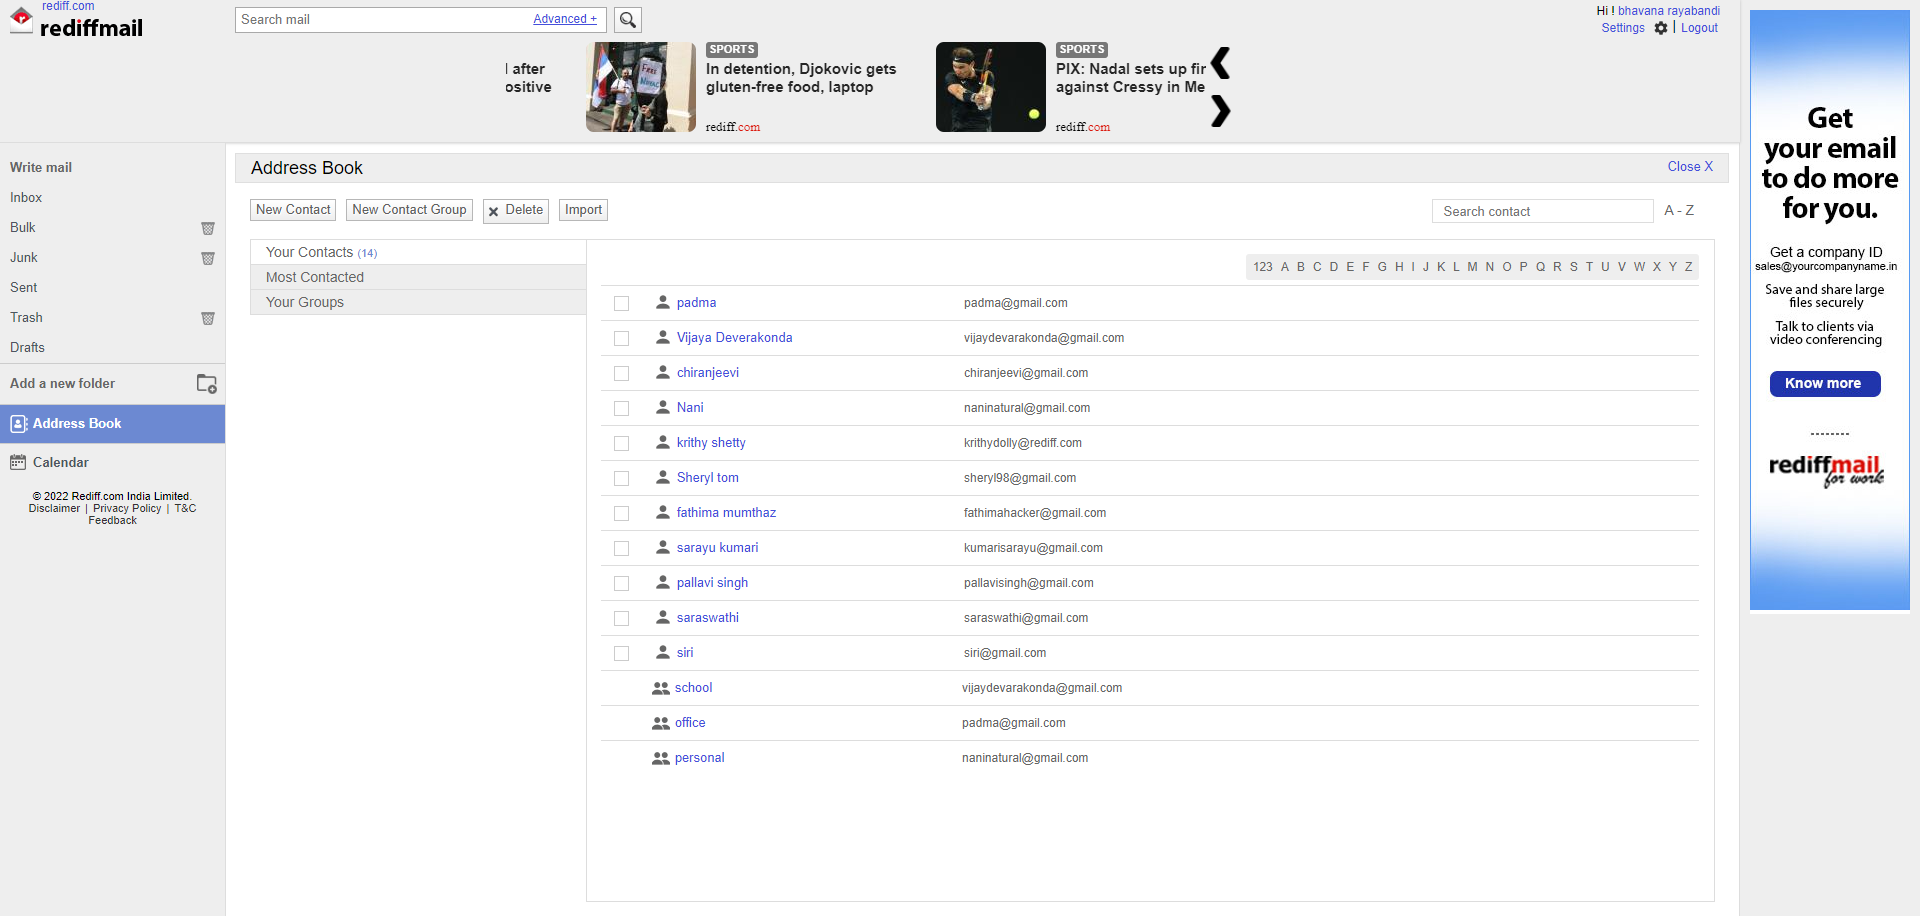 rediff.com
rediffmail
Search mail
Advanced +
Hi ! bhavana rayabandi
Settings | Logout
l after
ositive
SPORTS
In detention, Djokovic gets
gluten-free food, laptop
rediff.com
SPORTS
PIX: Nadal sets up fir
against Cressy in Me
rediff.com
Write mail
Inbox
Bulk
Junk
Sent
Trash
Drafts
Add a new folder
Address Book
Calendar
© 2022 Rediff.com India Limited.
Disclaimer | Privacy Policy | T&C
Feedback
Address Book
Close X
New Contact
New Contact Group
Delete
Import
Search contact
A - Z
Your Contacts (14)
Most Contacted
Your Groups
123 A B C D E F G H I J K L M N O P Q R S T U V W X Y Z
padma padma@gmail.com
Vijaya Deverakonda vijaydevarakonda@gmail.com
chiranjeevi chiranjeevi@gmail.com
Nani naninatural@gmail.com
krithy shetty krithydolly@rediff.com
Sheryl tom sheryl98@gmail.com
fathima mumthaz fathimahacker@gmail.com
sarayu kumari kumarisarayu@gmail.com
pallavi singh pallavisingh@gmail.com
saraswathi saraswathi@gmail.com
siri siri@gmail.com
school vijaydevarakonda@gmail.com
office padma@gmail.com
personal naninatural@gmail.com
Get
your email
to do more
for you.
Get a company ID
sales@yourcompanyname.in
Save and share large
files securely
Talk to clients via
video conferencing
Know more
--------
rediffmail
for work